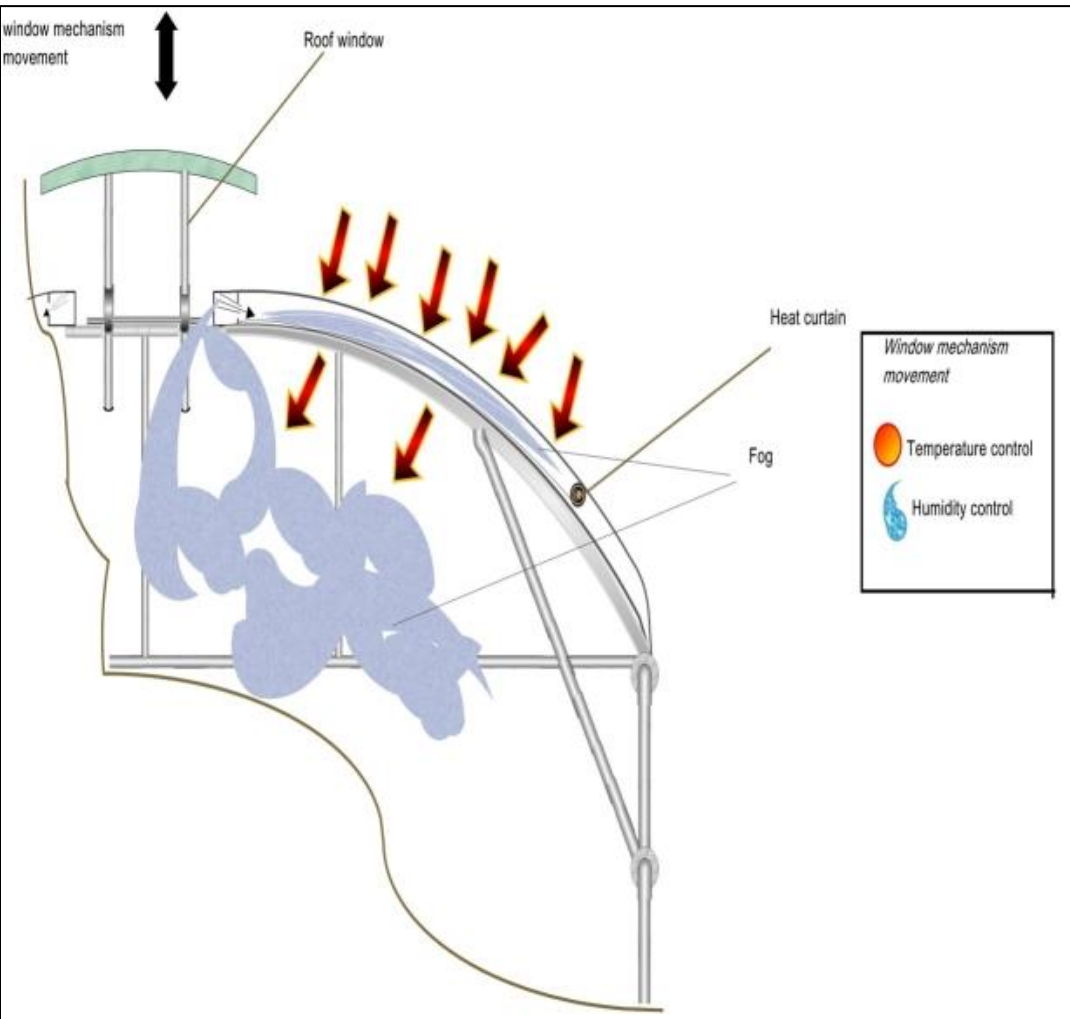 window mechanism
movement
Roof window
Heat curtain
Window mechanism
movement
Temperature control
Fog
Humidity control